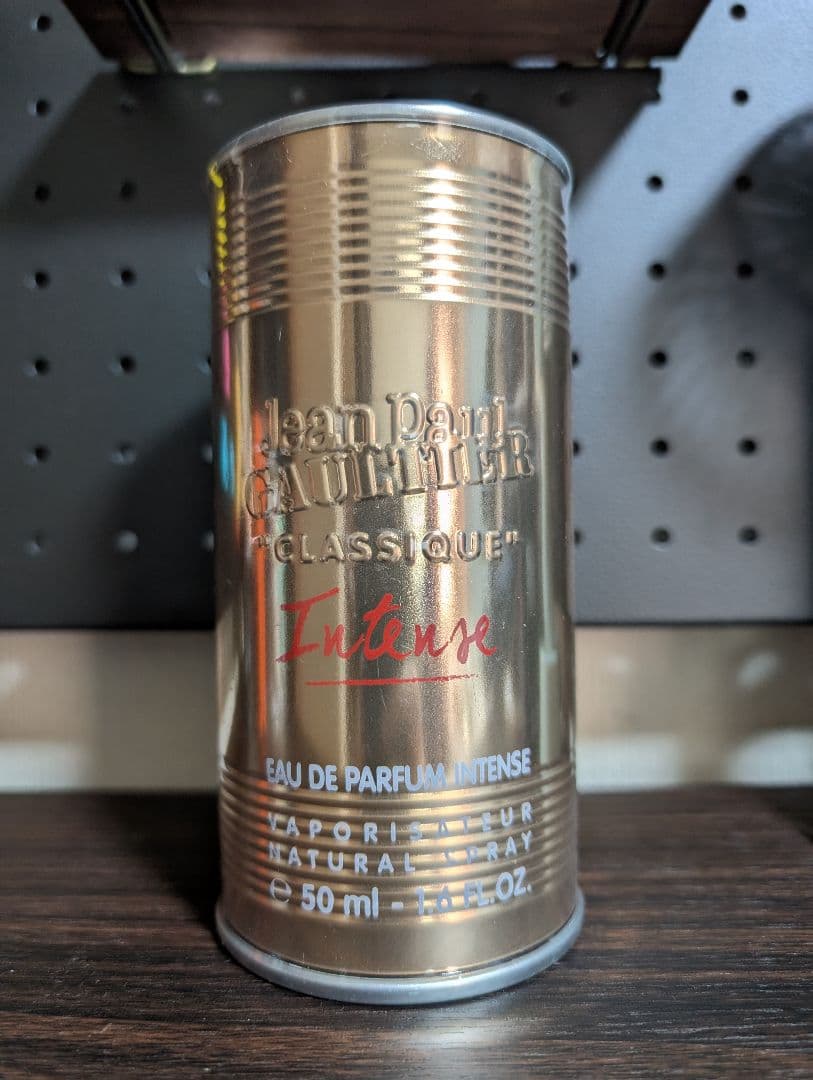 Jean Paul
GAULTIER
"CLASSIQUE"
Intense
EAU DE PARFUM INTENSE
VAPORISATEUR
NATURAL SPRAY
℮ 50 ml - 1.6 FL.OZ.